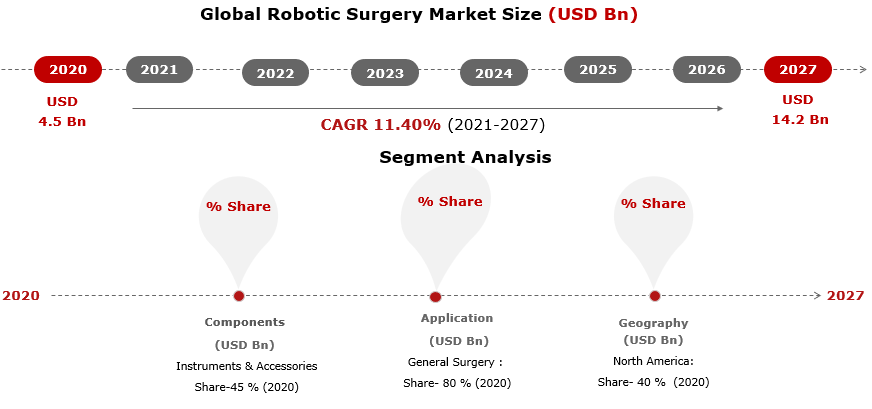 Global Robotic Surgery Market Size (USD Bn)
2020 2021 2022 2023 2024 2025 2026 2027
USD
4.5 Bn
USD
14.2 Bn
CAGR 11.40% (2021-2027)
Segment Analysis
% Share % Share % Share
2020 2027
Components
(USD Bn)
Instruments & Accessories
Share-45 % (2020)
Application
(USD Bn)
General Surgery :
Share- 80 % (2020)
Geography
(USD Bn)
North America:
Share- 40 % (2020)